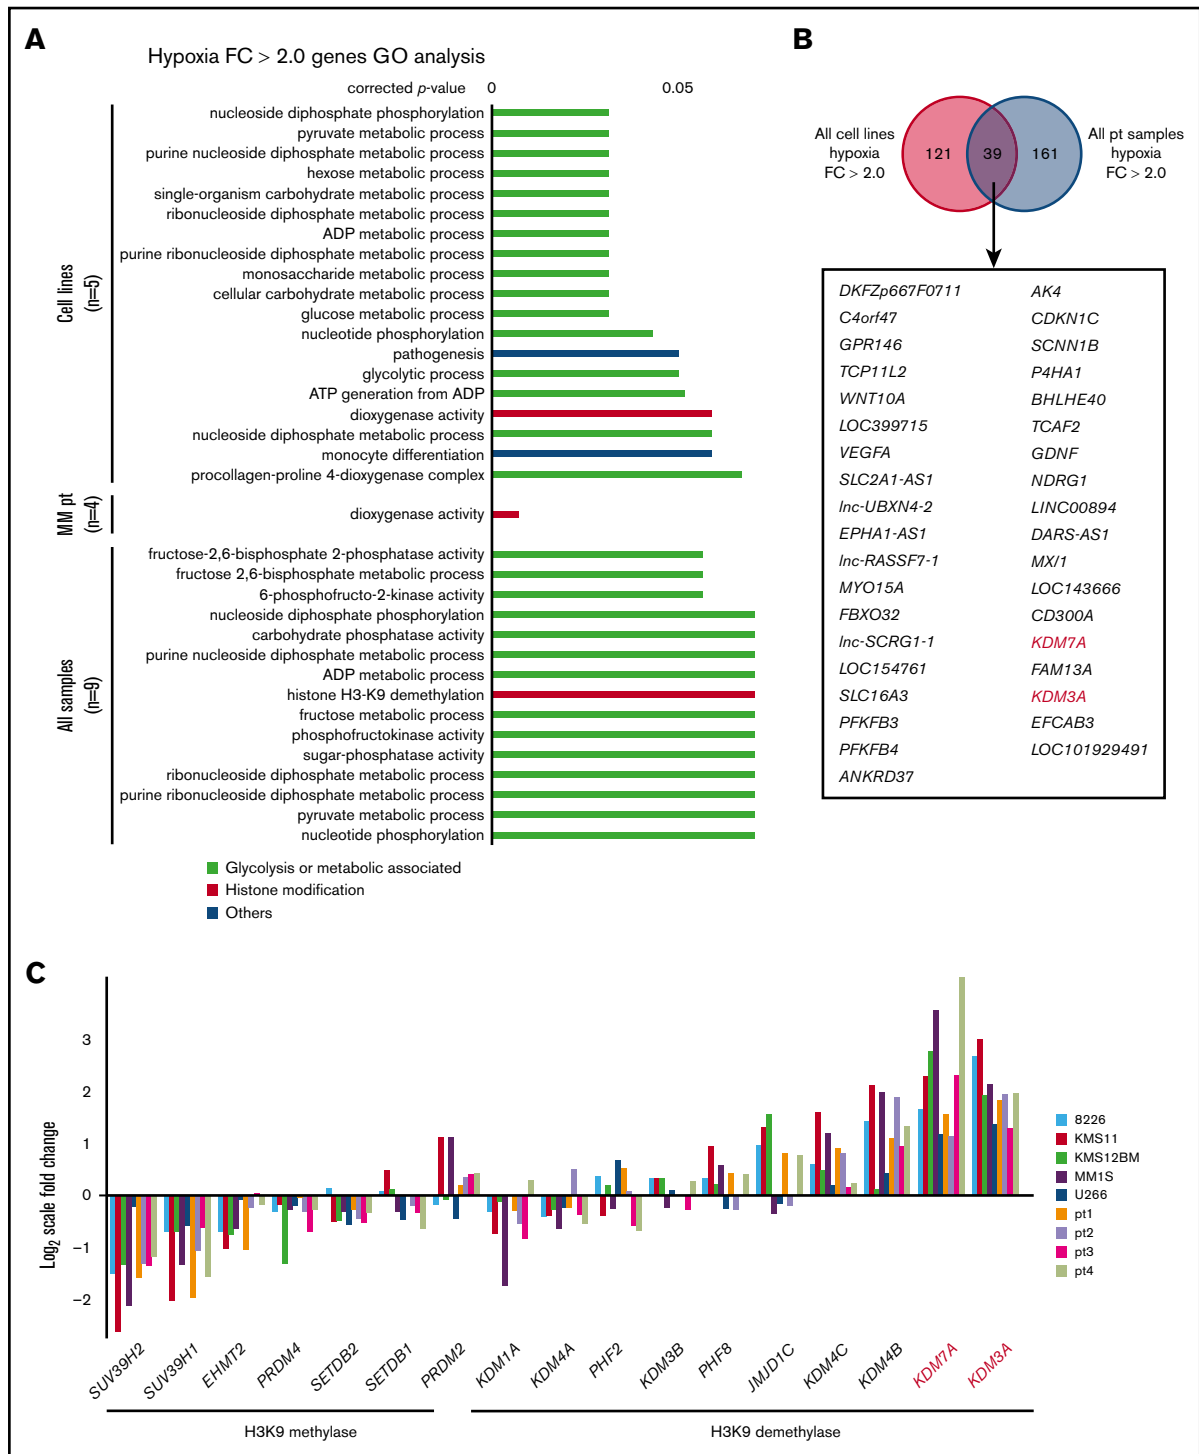 A
Hypoxia FC > 2.0 genes GO analysis
corrected p-value 0 0.05
Cell lines
(n=5)
nucleoside diphosphate phosphorylation
pyruvate metabolic process
purine nucleoside diphosphate metabolic process
hexose metabolic process
single-organism carbohydrate metabolic process
ribonucleoside diphosphate metabolic process
ADP metabolic process
purine ribonucleoside diphosphate metabolic process
monosaccharide metabolic process
cellular carbohydrate metabolic process
glucose metabolic process
nucleotide phosphorylation
pathogenesis
glycolytic process
ATP generation from ADP
dioxygenase activity
nucleoside diphosphate metabolic process
monocyte differentiation
procollagen-proline 4-dioxygenase complex
MM pt
(n=4)
dioxygenase activity
All samples
(n=9)
fructose-2,6-bisphosphate 2-phosphatase activity
fructose 2,6-bisphosphate metabolic process
6-phosphofructo-2-kinase activity
nucleoside diphosphate phosphorylation
carbohydrate phosphatase activity
purine nucleoside diphosphate metabolic process
ADP metabolic process
histone H3-K9 demethylation
fructose metabolic process
phosphofructokinase activity
sugar-phosphatase activity
ribonucleoside diphosphate metabolic process
purine ribonucleoside diphosphate metabolic process
pyruvate metabolic process
nucleotide phosphorylation
Glycolysis or metabolic associated
Histone modification
Others
B
All cell lines
hypoxia
FC > 2.0
121 39 161
All pt samples
hypoxia
FC > 2.0
DKFZp667F0711
C4orf47
GPR146
TCP11L2
WNT10A
LOC399715
VEGFA
SLC2A1-AS1
lnc-UBXN4-2
EPHA1-AS1
lnc-RASSF7-1
MYO15A
FBXO32
lnc-SCRG1-1
LOC154761
SLC16A3
PFKFB3
PFKFB4
ANKRD37
AK4
CDKN1C
SCNN1B
P4HA1
BHLHE40
TCAF2
GDNF
NDRG1
LINC00894
DARS-AS1
MXI1
LOC143666
CD300A
KDM7A
FAM13A
KDM3A
EFCAB3
LOC101929491
C
Log2 scale fold change
3
2
1
0
−1
−2
SUV39H2
SUV39H1
EHMT2
PRDM4
SETDB2
SETDB1
PRDM2
KDM1A
KDM4A
PHF2
KDM3B
PHF8
JMJD1C
KDM4C
KDM4B
KDM7A
KDM3A
H3K9 methylase
H3K9 demethylase
8226
KMS11
KMS12BM
MM1S
U266
pt1
pt2
pt3
pt4